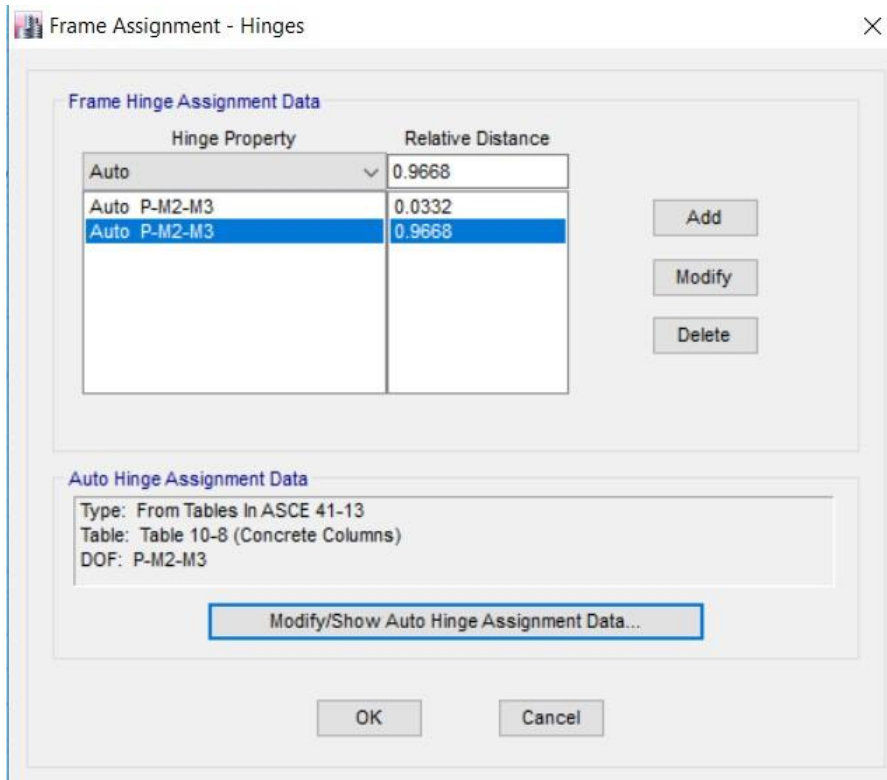 Frame Assignment - Hinges
Frame Hinge Assignment Data
Hinge Property Relative Distance
Auto 0.9668
Auto P-M2-M3 0.0332
Auto P-M2-M3 0.9668
Add
Modify
Delete
Auto Hinge Assignment Data
Type: From Tables In ASCE 41-13
Table: Table 10-8 (Concrete Columns)
DOF: P-M2-M3
Modify/Show Auto Hinge Assignment Data...
OK Cancel